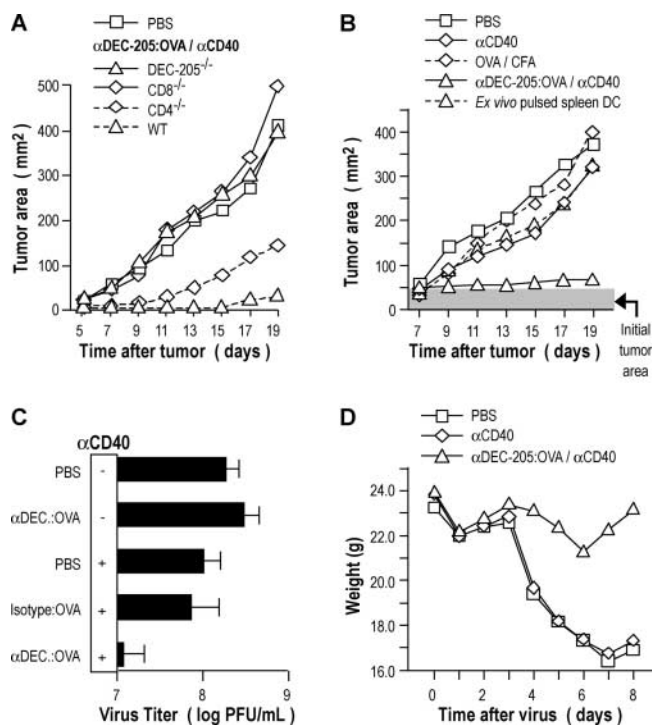 A
PBS
αDEC-205:OVA / αCD40
DEC-205-/-
CD8-/-
CD4-/-
WT
500
400
300
200
100
0
Tumor area ( mm2 )
5 7 9 11 13 15 17 19
Time after tumor ( days )
B
PBS
αCD40
OVA / CFA
αDEC-205:OVA / αCD40
Ex vivo pulsed spleen DC
400
300
200
100
0
Tumor area ( mm2 )
7 9 11 13 15 17 19
Time after tumor ( days )
Initial
tumor
area
C
αCD40
PBS -
αDEC.:OVA -
PBS +
Isotype:OVA +
αDEC.:OVA +
7 8 9
Virus Titer ( log PFU/mL )
D
PBS
αCD40
αDEC-205:OVA / αCD40
24.0
22.0
20.0
18.0
16.0
Weight (g)
0 2 4 6 8
Time after virus ( days )